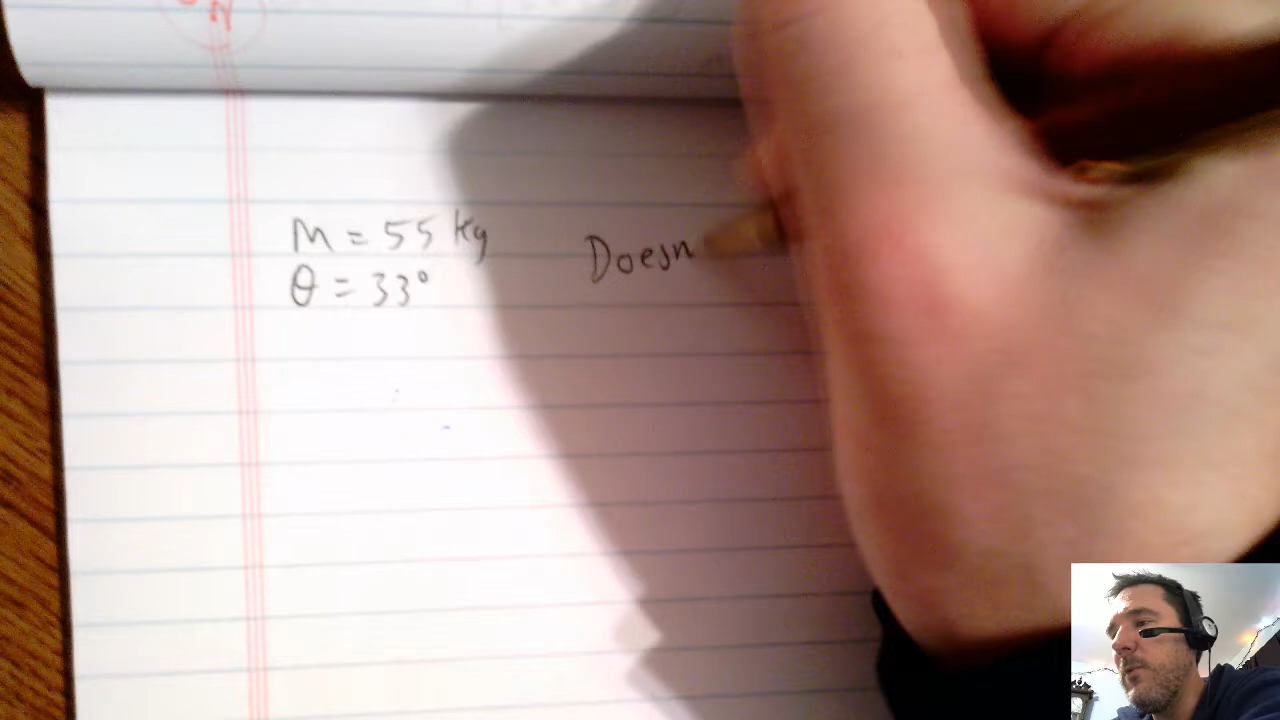 m = 55 kg Doesn
θ = 33°
N